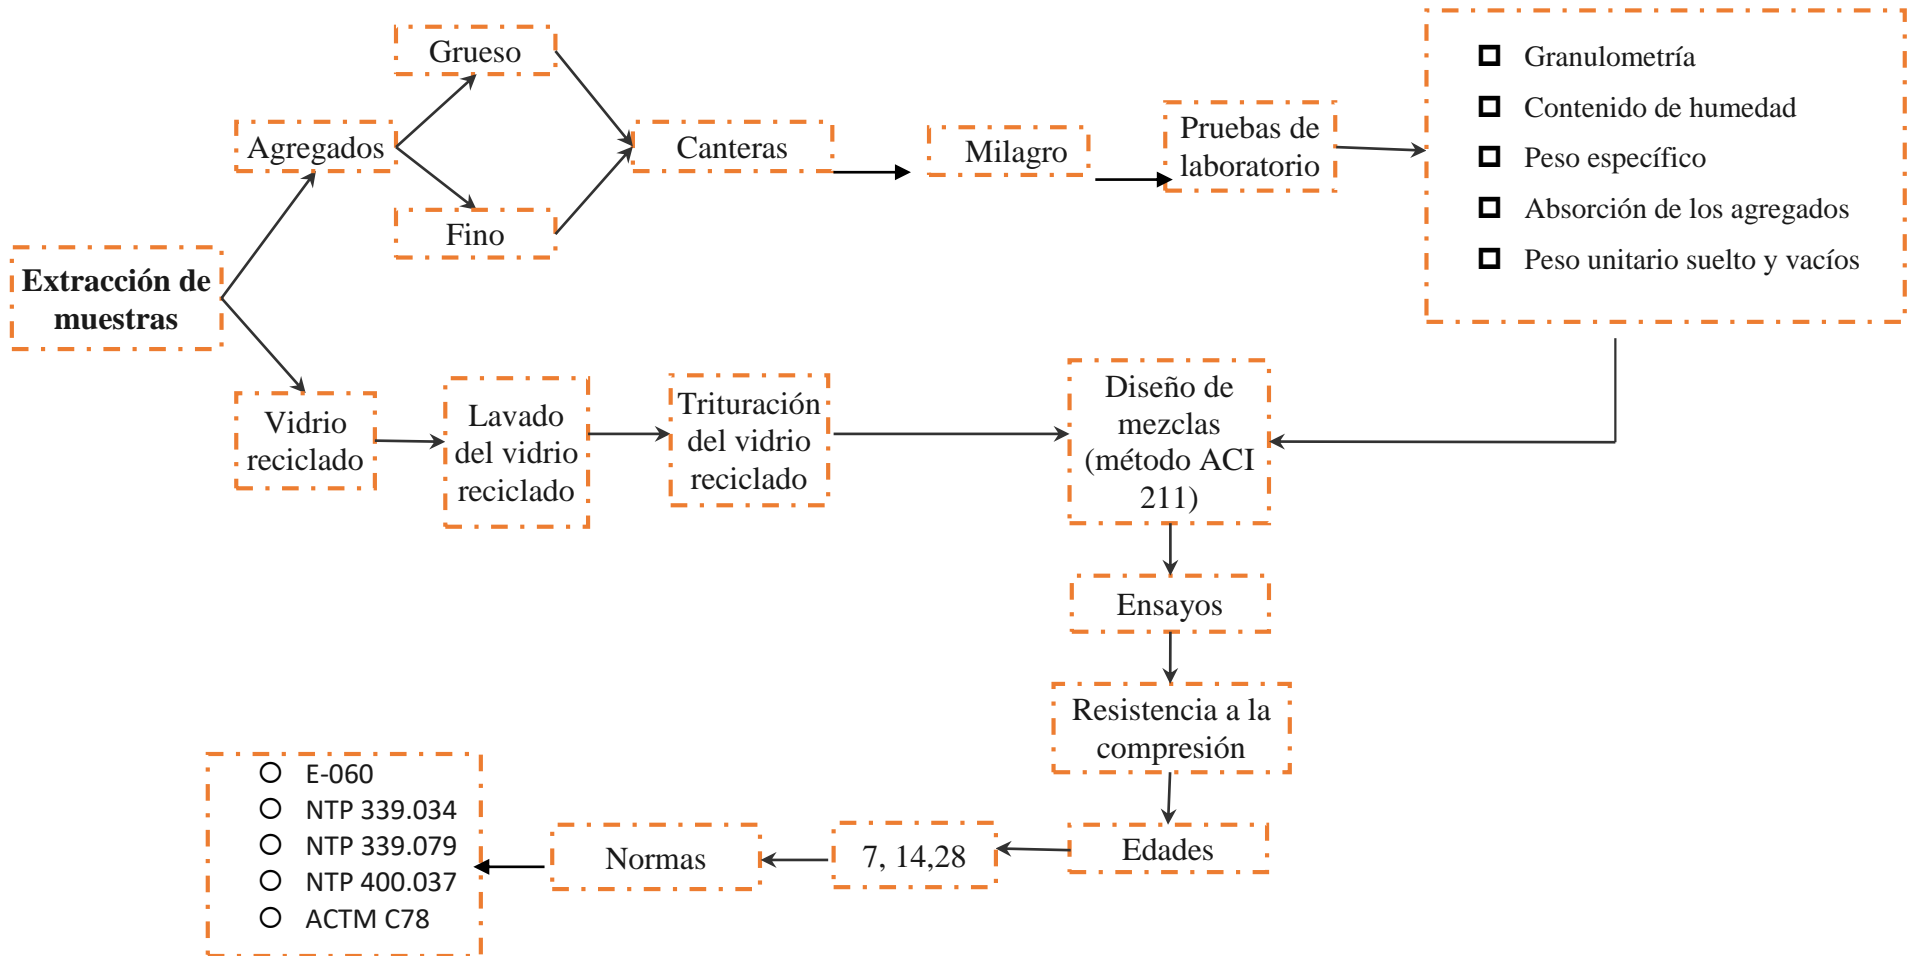 Extracción de
muestras
Agregados
Grueso
Fino
Canteras
Milagro
Pruebas de
laboratorio
Granulometría
Contenido de humedad
Peso específico
Absorción de los agregados
Peso unitario suelto y vacíos
Vidrio
reciclado
Lavado
del vidrio
reciclado
Trituración
del vidrio
reciclado
Diseño de
mezclas
(método ACI
211)
Ensayos
Resistencia a la
compresión
Edades
7, 14,28
Normas
E-060
NTP 339.034
NTP 339.079
NTP 400.037
ACTM C78